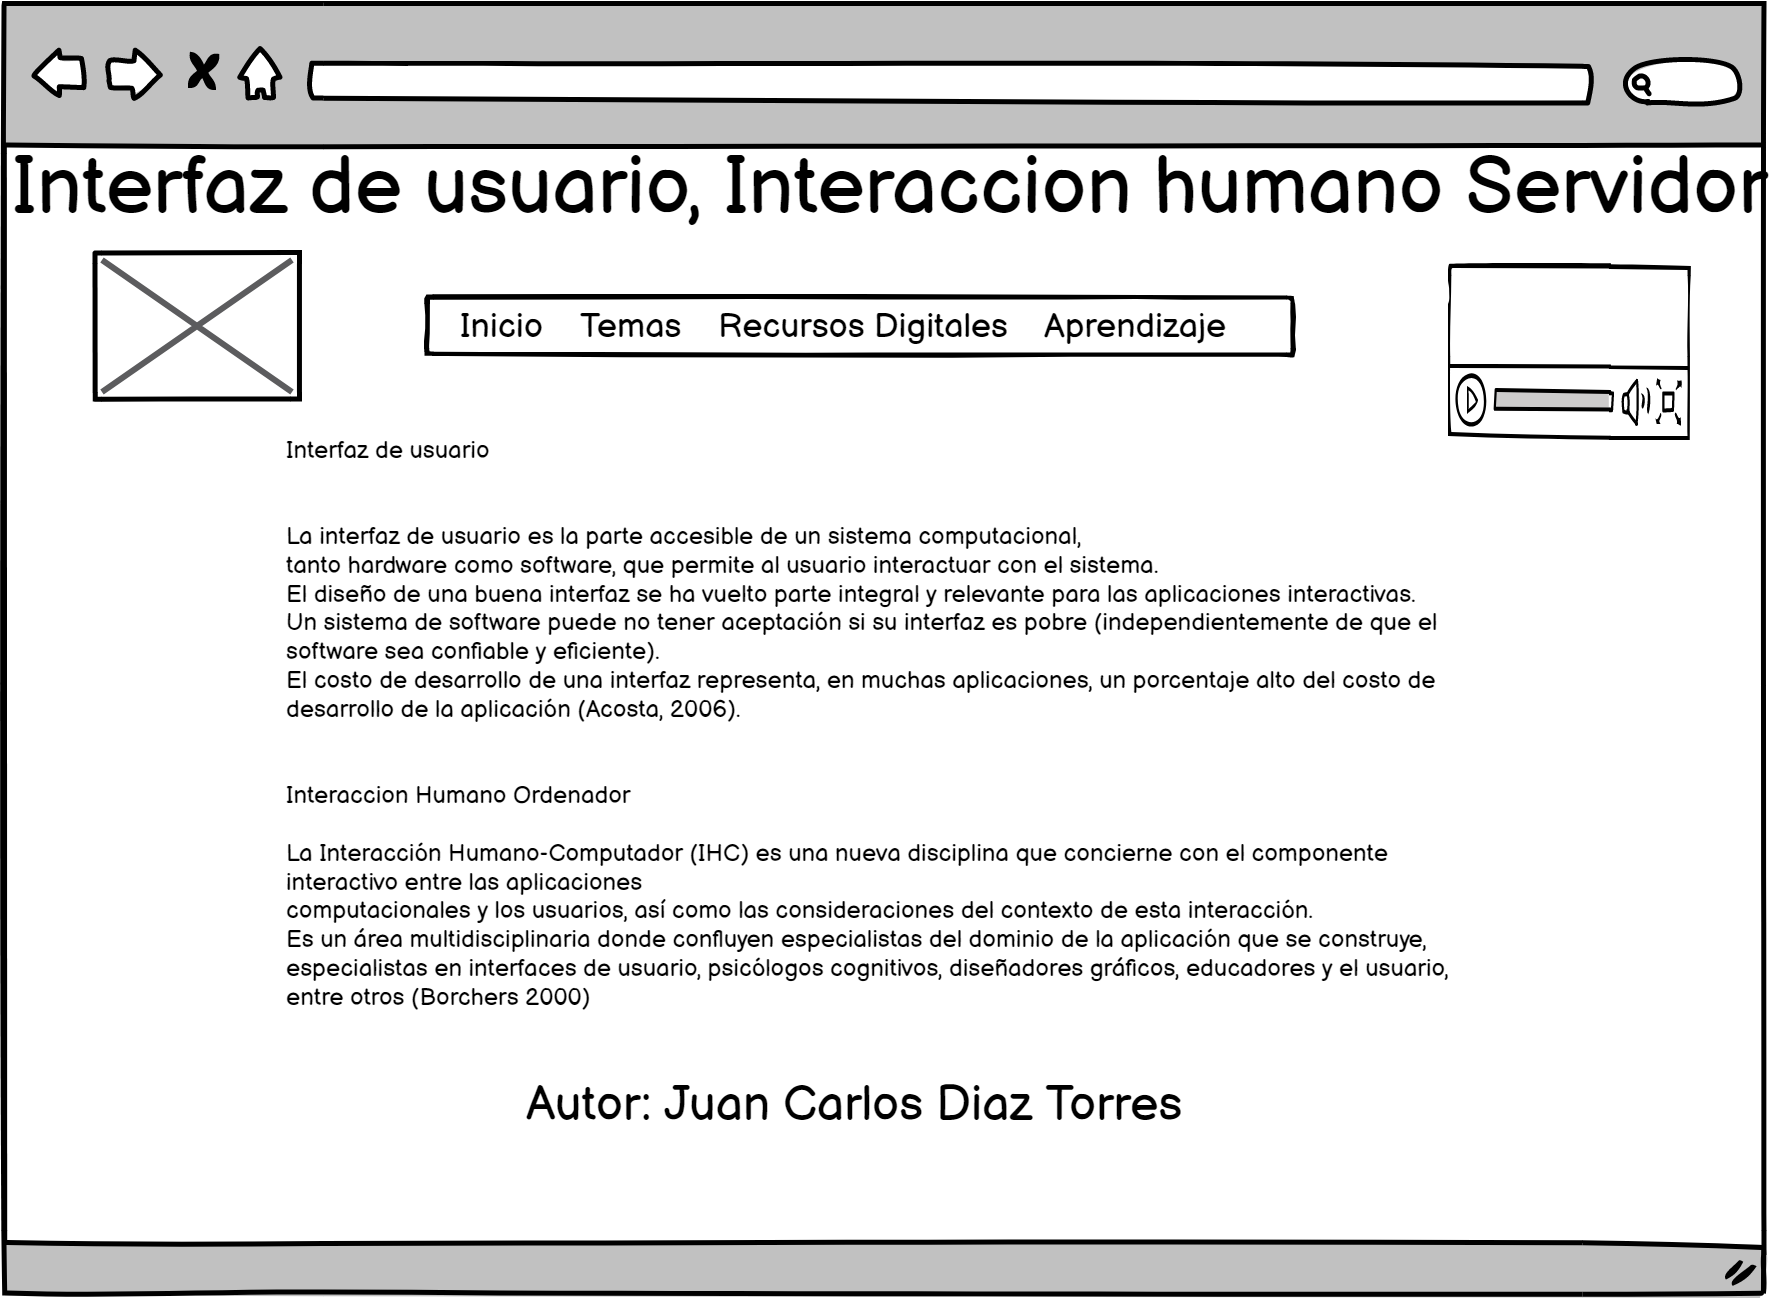 Interfaz de usuario, Interaccion humano Servidor
Inicio Temas Recursos Digitales Aprendizaje
Interfaz de usuario
La interfaz de usuario es la parte accesible de un sistema computacional,
tanto hardware como software, que permite al usuario interactuar con el sistema.
El diseño de una buena interfaz se ha vuelto parte integral y relevante para las aplicaciones interactivas.
Un sistema de software puede no tener aceptación si su interfaz es pobre (independientemente de que el
software sea confiable y eficiente).
El costo de desarrollo de una interfaz representa, en muchas aplicaciones, un porcentaje alto del costo de
desarrollo de la aplicación (Acosta, 2006).
Interaccion Humano Ordenador
La Interacción Humano-Computador (IHC) es una nueva disciplina que concierne con el componente
interactivo entre las aplicaciones
computacionales y los usuarios, así como las consideraciones del contexto de esta interacción.
Es un área multidisciplinaria donde confluyen especialistas del dominio de la aplicación que se construye,
especialistas en interfaces de usuario, psicólogos cognitivos, diseñadores gráficos, educadores y el usuario,
entre otros (Borchers 2000)
Autor: Juan Carlos Diaz Torres